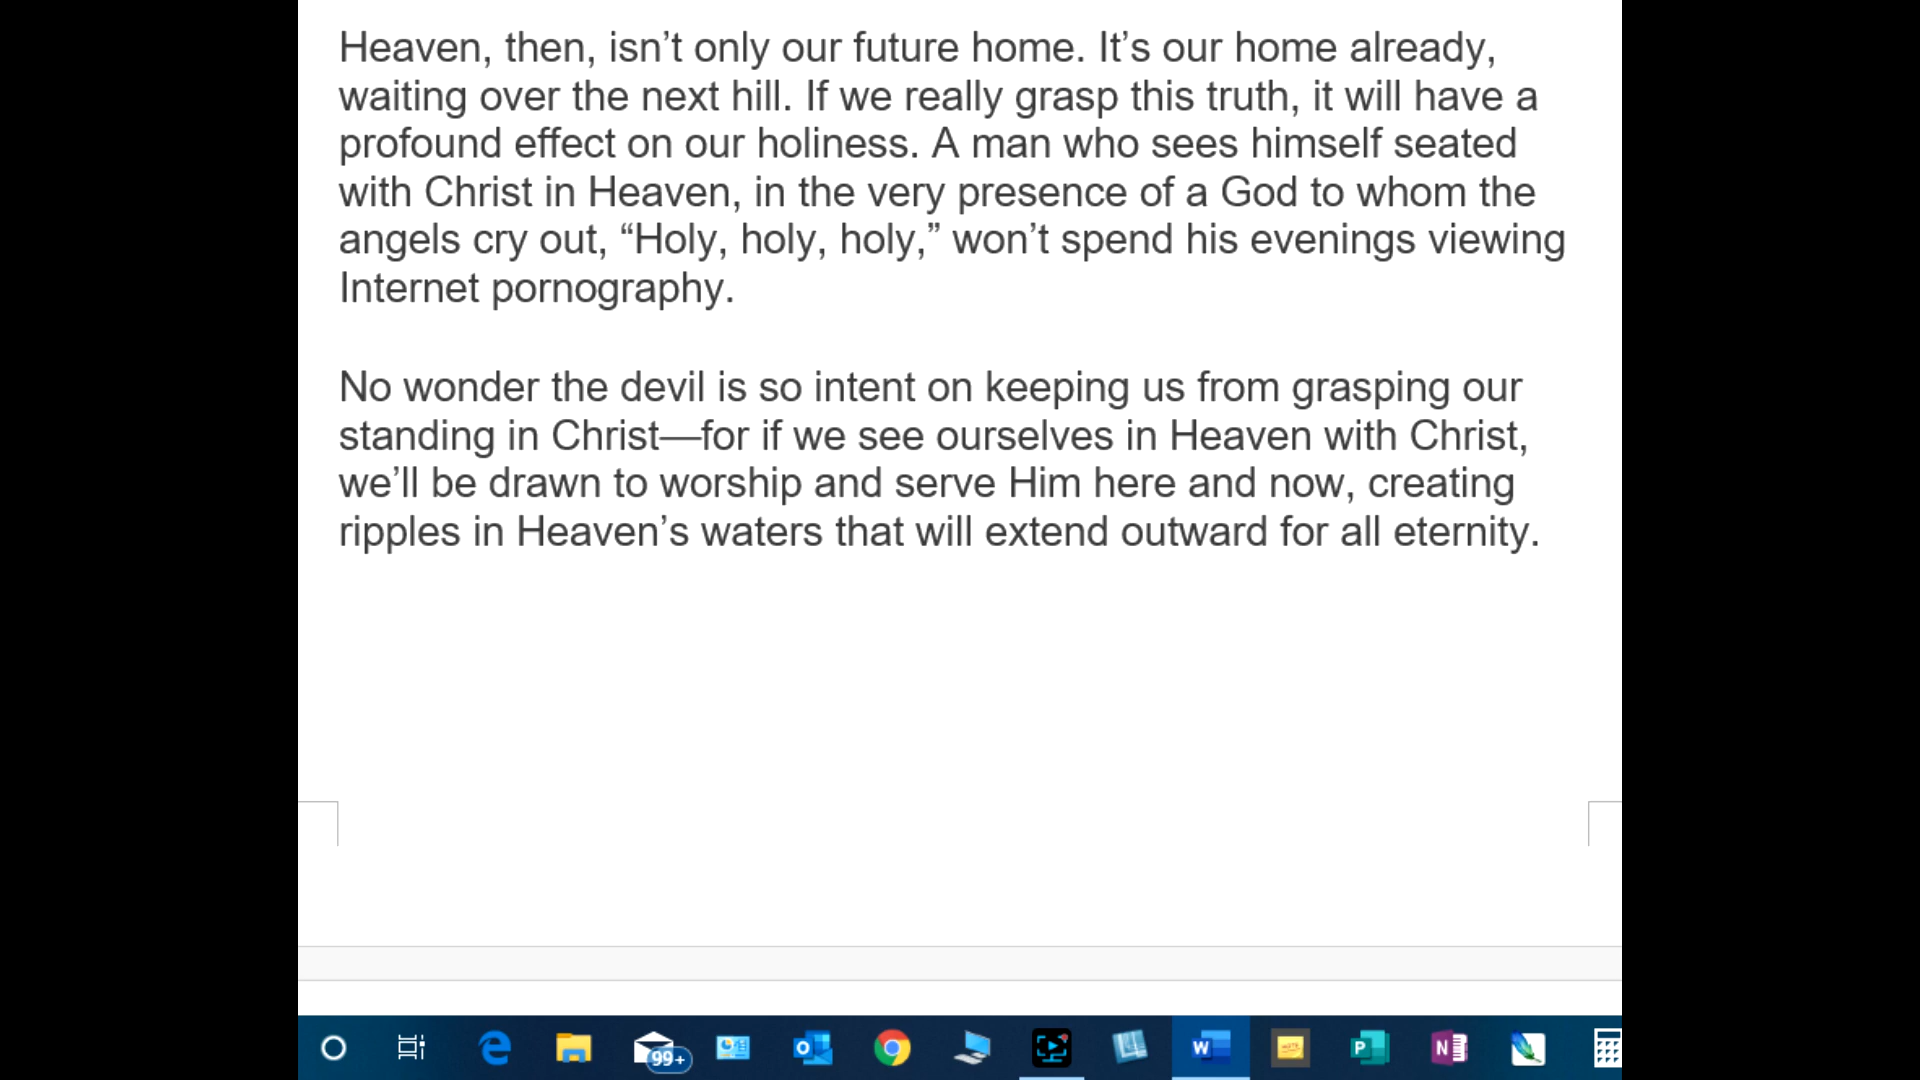 Heaven, then, isn’t only our future home. It’s our home already,
waiting over the next hill. If we really grasp this truth, it will have a
profound effect on our holiness. A man who sees himself seated
with Christ in Heaven, in the very presence of a God to whom the
angels cry out, “Holy, holy, holy,” won’t spend his evenings viewing
Internet pornography.
No wonder the devil is so intent on keeping us from grasping our
standing in Christ—for if we see ourselves in Heaven with Christ,
we’ll be drawn to worship and serve Him here and now, creating
ripples in Heaven’s waters that will extend outward for all eternity.
99+